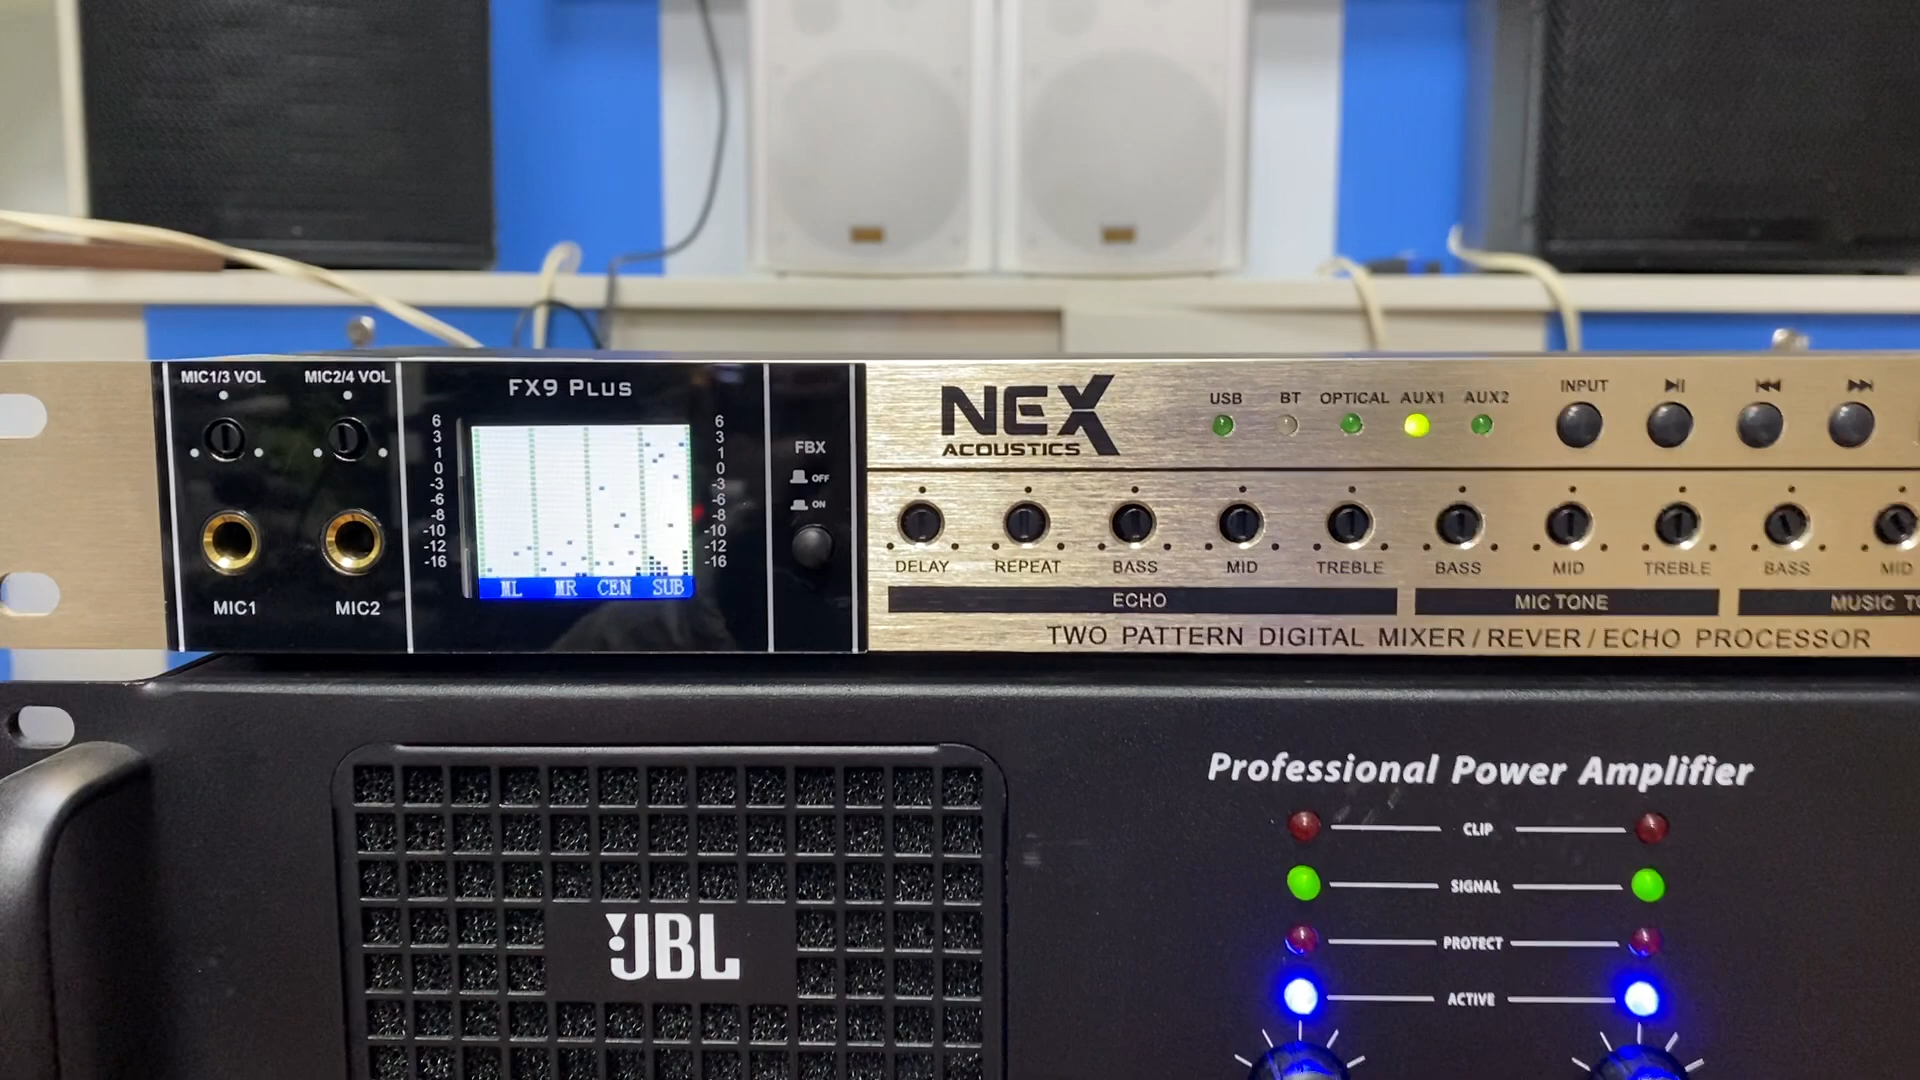 MIC1/3 VOL
MIC2/4 VOL
MIC1
MIC2
FX9 PLUS
6
3
1
0
-3
-6
-8
-10
-12
-16
6
3
1
0
-3
-6
-8
-10
-12
-16
ML MR CEN SUB
FBX
OFF
ON
NEX
ACOUSTICS
USB BT OPTICAL AUX1 AUX2
INPUT
DELAY REPEAT BASS MID TREBLE BASS MID TREBLE BASS MID
ECHO MIC TONE MUSIC TO
TWO PATTERN DIGITAL MIXER/REVER/ECHO PROCESSOR
JBL
Professional Power Amplifier
CLIP
SIGNAL
PROTECT
ACTIVE